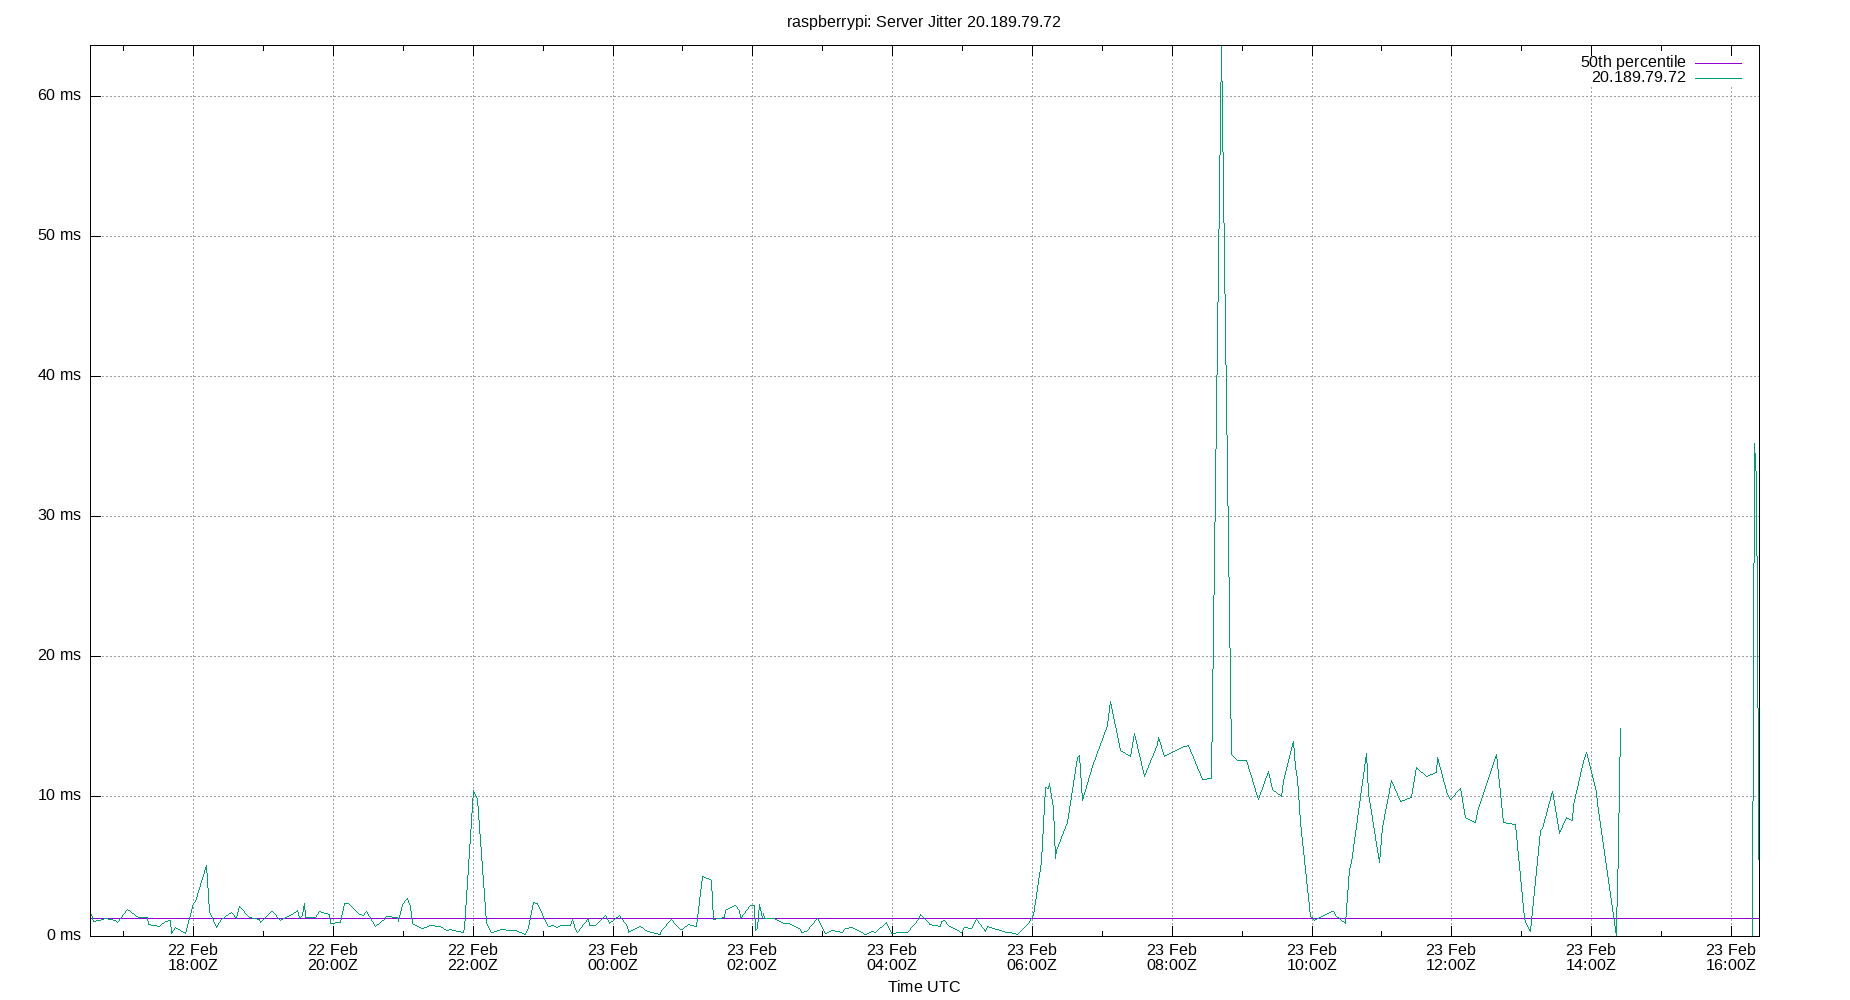 raspberrypi: Server Jitter 20.189.79.72
50th percentile
20.189.79.72
60 ms
50 ms
40 ms
30 ms
20 ms
10 ms
0 ms
22 Feb 22 Feb 22 Feb 23 Feb 23 Feb 23 Feb 23 Feb 23 Feb 23 Feb 23 Feb 23 Feb 23 Feb
18:00Z 20:00Z 22:00Z 00:00Z 02:00Z 04:00Z 06:00Z 08:00Z 10:00Z 12:00Z 14:00Z 16:00Z
Time UTC